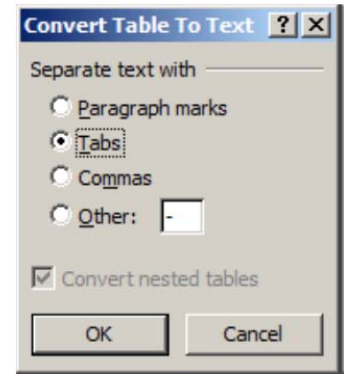 Convert Table To Text ? ×
Separate text with
Paragraph marks
Tabs
Commas
Other: -
Convert nested tables
OK Cancel